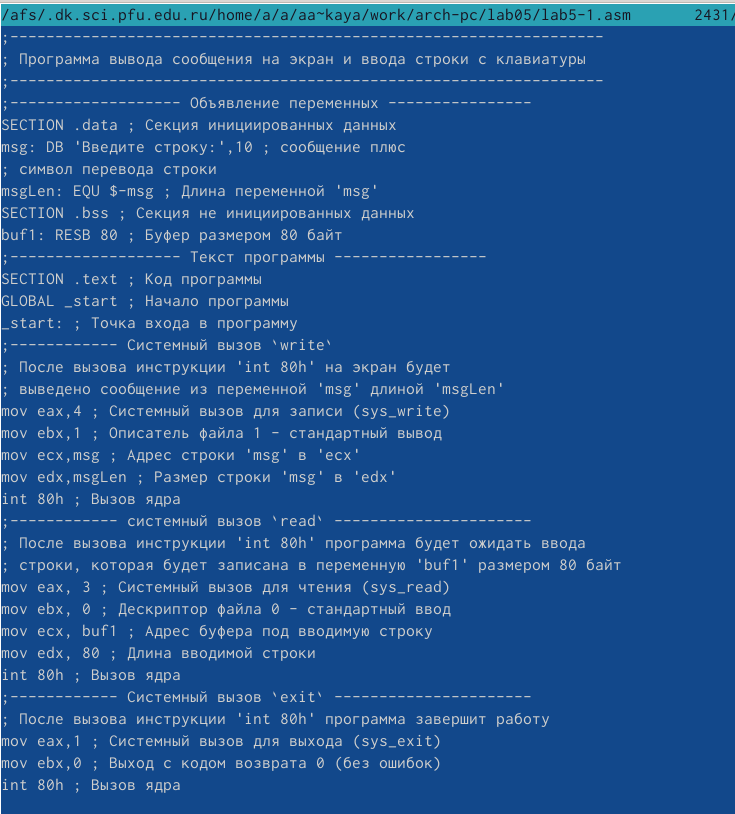 /afs/.dk.sci.pfu.edu.ru/home/a/a/aa~kaya/work/arch-pc/lab05/lab5-1.asm 2431/
;------------------------------------------------------------------
; Программа вывода сообщения на экран и ввода строки с клавиатуры
;------------------------------------------------------------------
;------------------- Объявление переменных ----------------
SECTION .data ; Секция инициированных данных
msg: DB 'Введите строку:',10 ; сообщение плюс
; символ перевода строки
msgLen: EQU $-msg ; Длина переменной 'msg'
SECTION .bss ; Секция не инициированных данных
buf1: RESB 80 ; Буфер размером 80 байт
;------------------- Текст программы -----------------
SECTION .text ; Код программы
GLOBAL _start ; Начало программы
_start: ; Точка входа в программу
;------------ Системный вызов `write`
; После вызова инструкции 'int 80h' на экран будет
; выведено сообщение из переменной 'msg' длиной 'msgLen'
mov eax,4 ; Системный вызов для записи (sys_write)
mov ebx,1 ; Описатель файла 1 - стандартный вывод
mov ecx,msg ; Адрес строки 'msg' в 'ecx'
mov edx,msgLen ; Размер строки 'msg' в 'edx'
int 80h ; Вызов ядра
;------------ системный вызов `read` ----------------------
; После вызова инструкции 'int 80h' программа будет ожидать ввода
; строки, которая будет записана в переменную 'buf1' размером 80 байт
mov eax, 3 ; Системный вызов для чтения (sys_read)
mov ebx, 0 ; Дескриптор файла 0 - стандартный ввод
mov ecx, buf1 ; Адрес буфера под вводимую строку
mov edx, 80 ; Длина вводимой строки
int 80h ; Вызов ядра
;------------ Системный вызов `exit` ----------------------
; После вызова инструкции 'int 80h' программа завершит работу
mov eax,1 ; Системный вызов для выхода (sys_exit)
mov ebx,0 ; Выход с кодом возврата 0 (без ошибок)
int 80h ; Вызов ядра